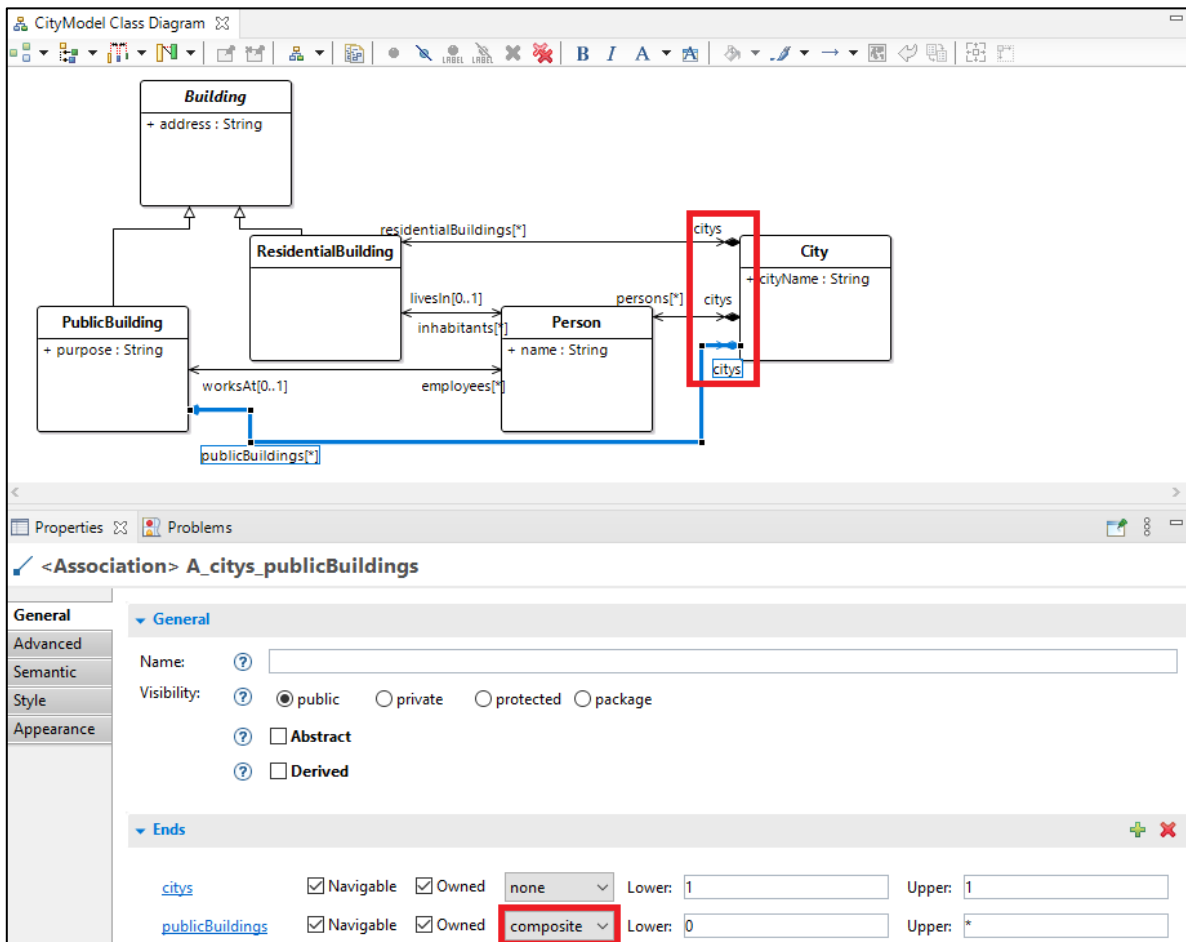 CityModel Class Diagram
LABEL LABEL B I A A
Building
+ address : String
residentialBuildings[*] citys
ResidentialBuilding
City
+ cityName : String
livesIn[0..1] persons[*] citys
inhabitants[*]
PublicBuilding
+ purpose : String
Person
+ name : String
citys
worksAt[0..1] employees[*]
publicBuildings[*]
Properties Problems
<Association> A_citys_publicBuildings
General
Advanced
Semantic
Style
Appearance
General
Name: ?
Visibility: ? public private protected package
? Abstract
? Derived
Ends
citys Navigable Owned none Lower: 1 Upper: 1
publicBuildings Navigable Owned composite Lower: 0 Upper: *